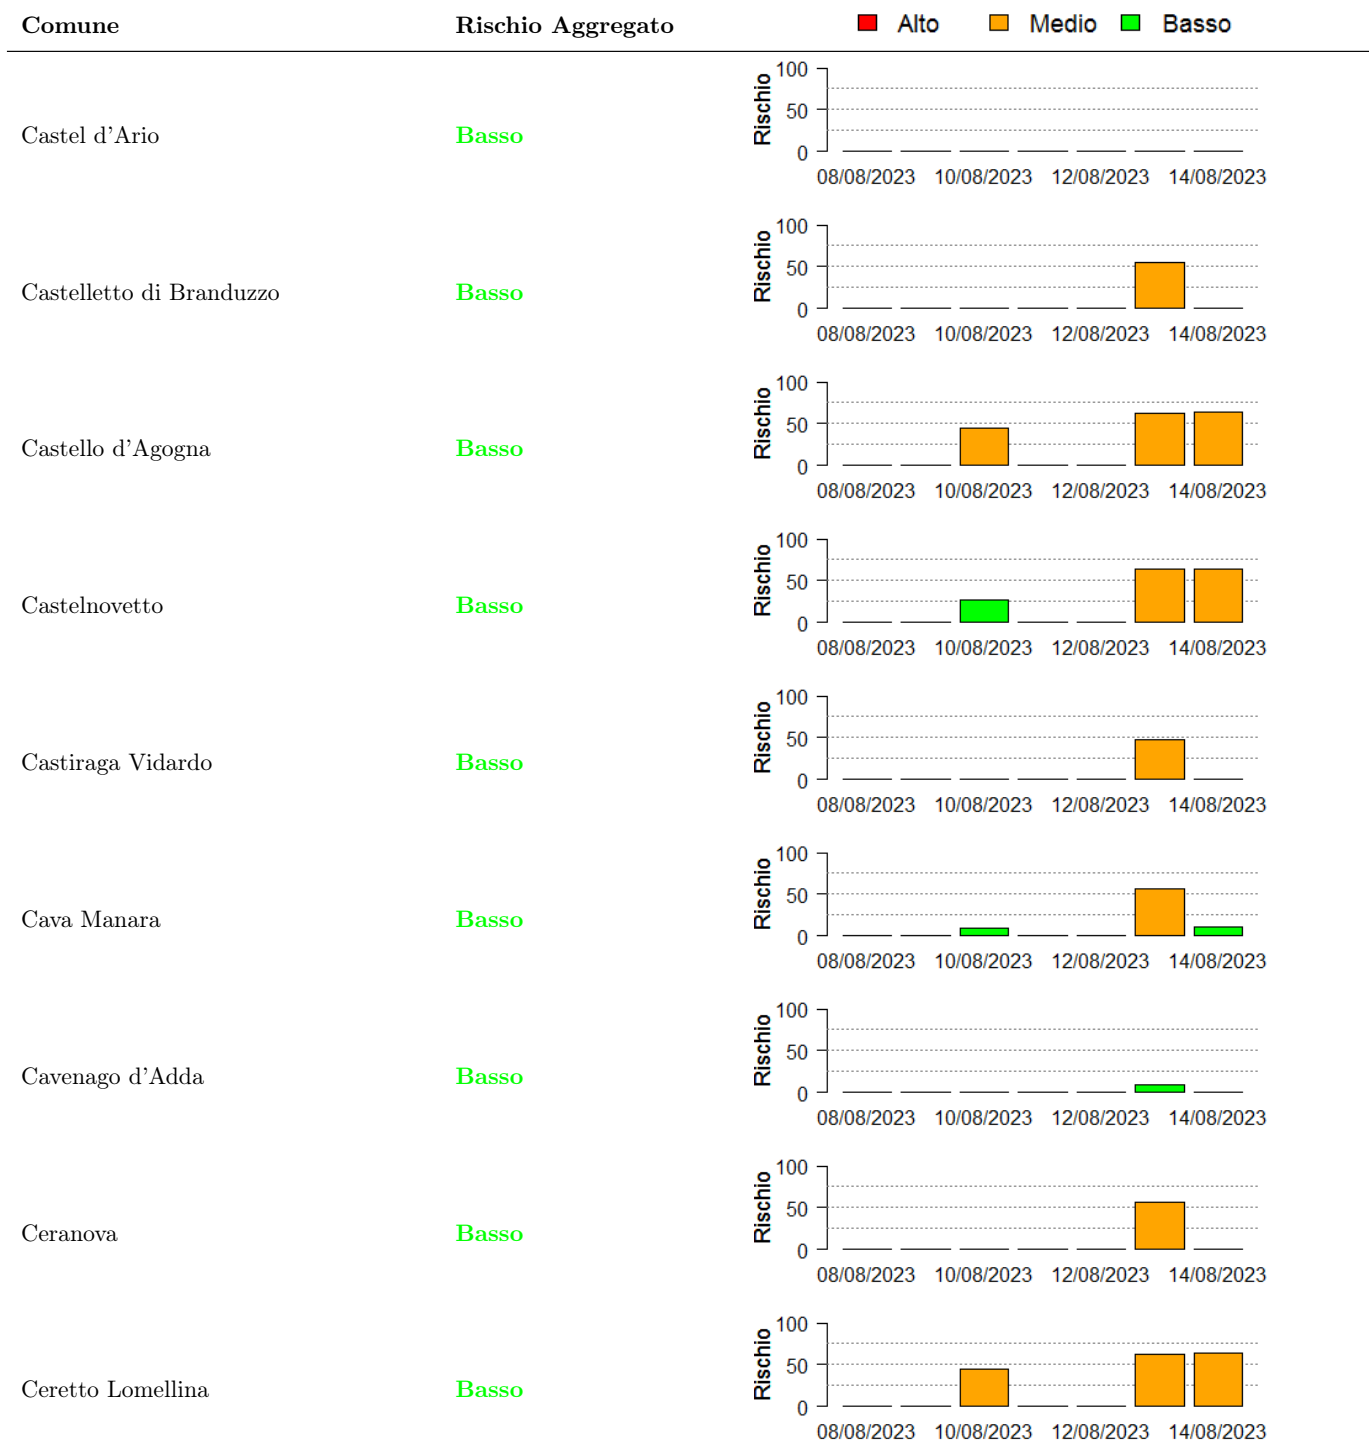 Comune Rischio Aggregato Alto Medio Basso
Castel d'Ario Basso
Rischio
100
50
0
08/08/2023 10/08/2023 12/08/2023 14/08/2023
Castelletto di Branduzzo Basso
Rischio
100
50
0
08/08/2023 10/08/2023 12/08/2023 14/08/2023
Castello d'Agogna Basso
Rischio
100
50
0
08/08/2023 10/08/2023 12/08/2023 14/08/2023
Castelnovetto Basso
Rischio
100
50
0
08/08/2023 10/08/2023 12/08/2023 14/08/2023
Castiraga Vidardo Basso
Rischio
100
50
0
08/08/2023 10/08/2023 12/08/2023 14/08/2023
Cava Manara Basso
Rischio
100
50
0
08/08/2023 10/08/2023 12/08/2023 14/08/2023
Cavenago d'Adda Basso
Rischio
100
50
0
08/08/2023 10/08/2023 12/08/2023 14/08/2023
Ceranova Basso
Rischio
100
50
0
08/08/2023 10/08/2023 12/08/2023 14/08/2023
Ceretto Lomellina Basso
Rischio
100
50
0
08/08/2023 10/08/2023 12/08/2023 14/08/2023